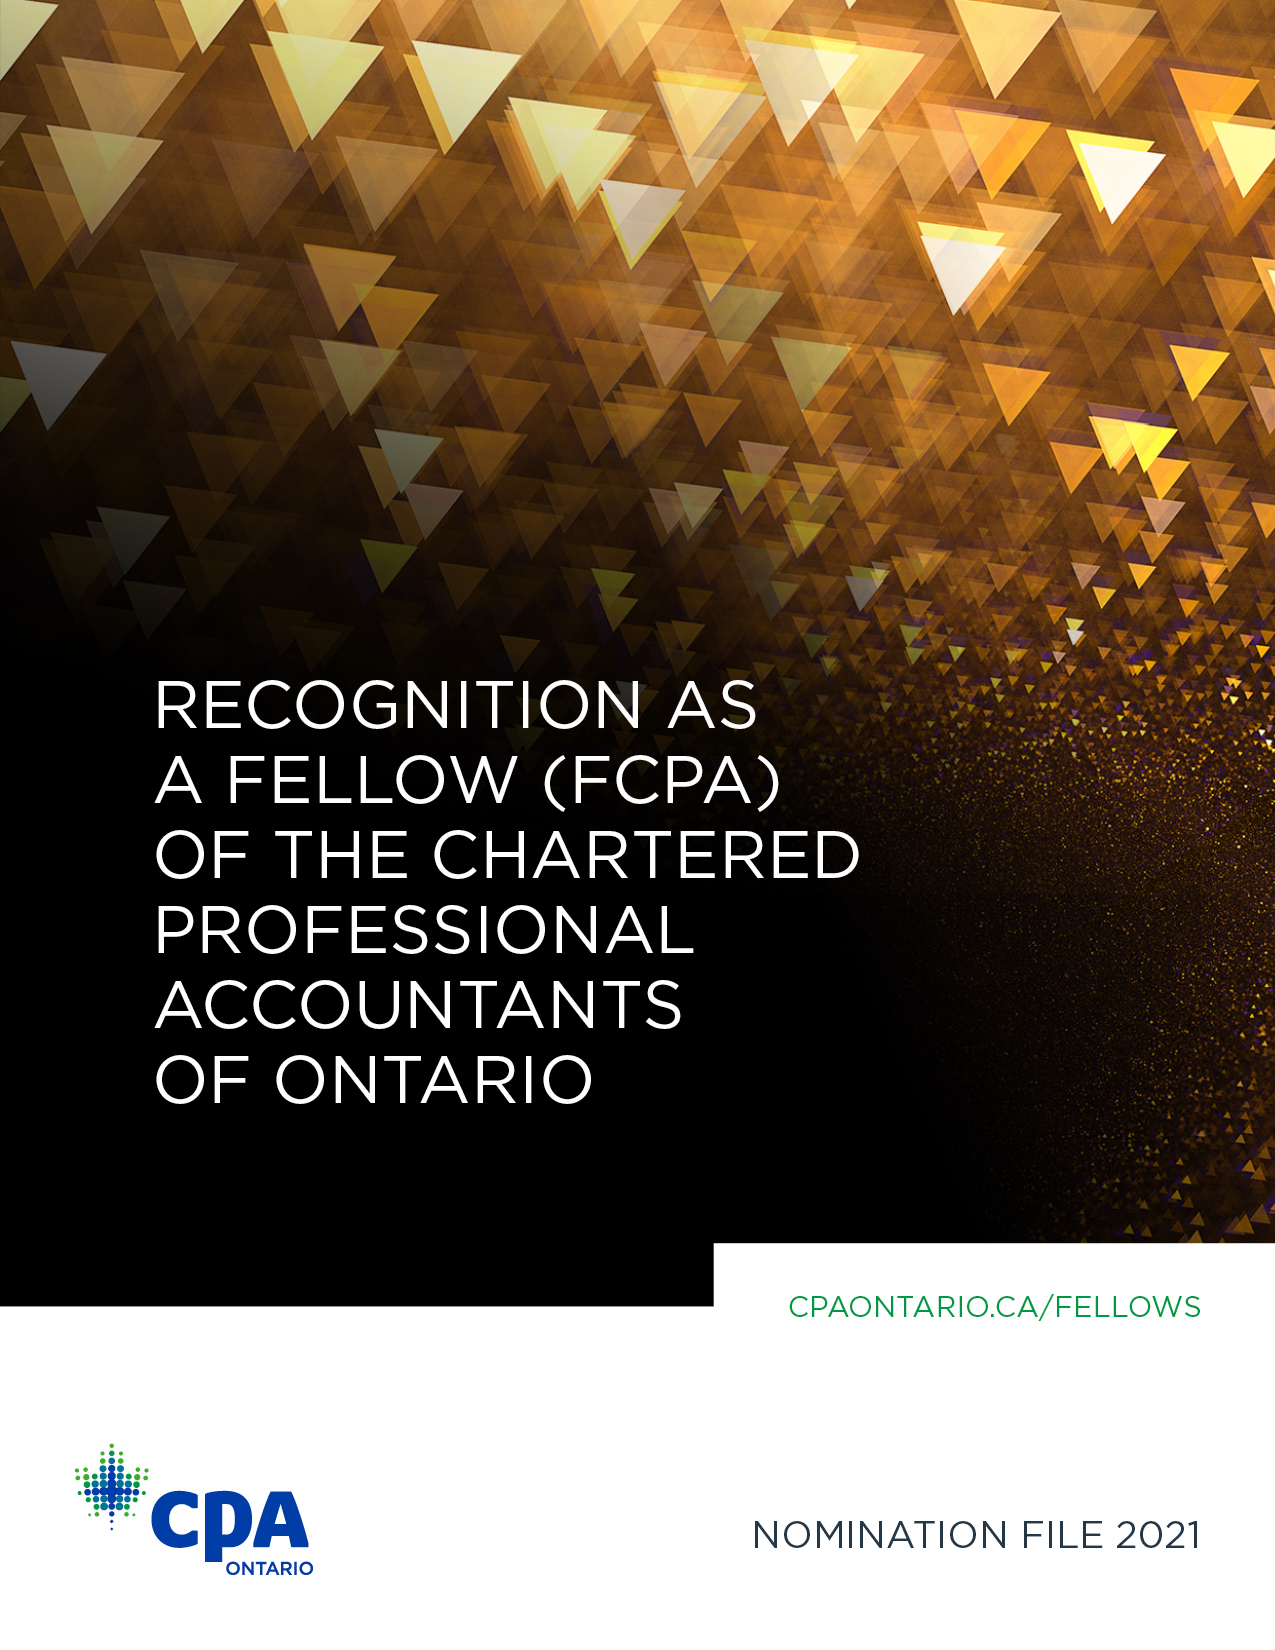 RECOGNITION AS
A FELLOW (FCPA)
OF THE CHARTERED
PROFESSIONAL
ACCOUNTANTS
OF ONTARIO
CPAONTARIO.CA/FELLOWS
CPA
ONTARIO
NOMINATION FILE 2021